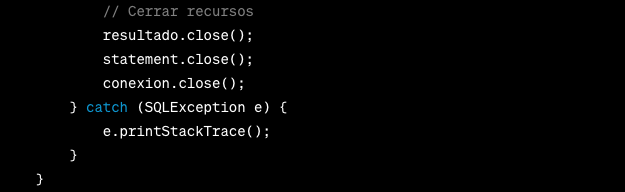 // Cerrar recursos
resultado.close();
statement.close();
conexion.close();
} catch (SQLException e) {
e.printStackTrace();
}
}